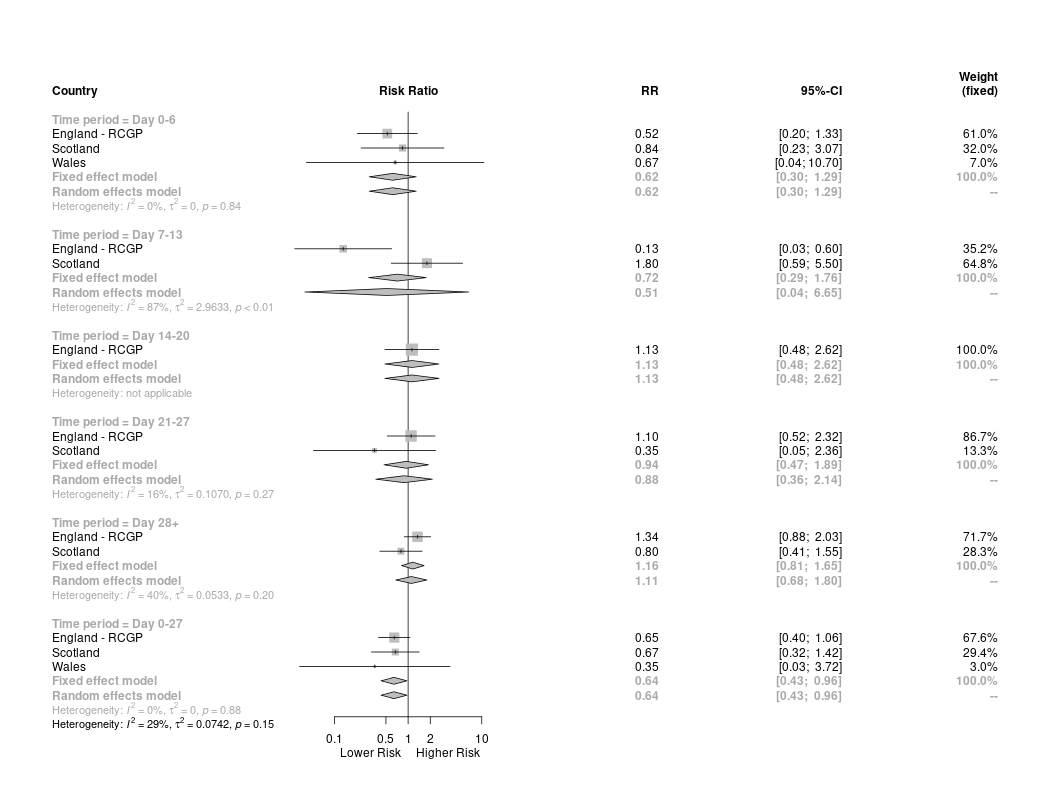 Weight
Country Risk Ratio RR 95%-CI (fixed)
Time period = Day 0-6
England - RCGP 0.52 [0.20; 1.33] 61.0%
Scotland 0.84 [0.23; 3.07] 32.0%
Wales 0.67 [0.04; 10.70] 7.0%
Fixed effect model 0.62 [0.30; 1.29] 100.0%
Random effects model 0.62 [0.30; 1.29] --
Heterogeneity: I² = 0%, τ² = 0, p = 0.84
Time period = Day 7-13
England - RCGP 0.13 [0.03; 0.60] 35.2%
Scotland 1.80 [0.59; 5.50] 64.8%
Fixed effect model 0.72 [0.29; 1.76] 100.0%
Random effects model 0.51 [0.04; 6.65] --
Heterogeneity: I² = 87%, τ² = 2.9633, p < 0.01
Time period = Day 14-20
England - RCGP 1.13 [0.48; 2.62] 100.0%
Fixed effect model 1.13 [0.48; 2.62] 100.0%
Random effects model 1.13 [0.48; 2.62] --
Heterogeneity: not applicable
Time period = Day 21-27
England - RCGP 1.10 [0.52; 2.32] 86.7%
Scotland 0.35 [0.05; 2.36] 13.3%
Fixed effect model 0.94 [0.47; 1.89] 100.0%
Random effects model 0.88 [0.36; 2.14] --
Heterogeneity: I² = 16%, τ² = 0.1070, p = 0.27
Time period = Day 28+
England - RCGP 1.34 [0.88; 2.03] 71.7%
Scotland 0.80 [0.41; 1.55] 28.3%
Fixed effect model 1.16 [0.81; 1.65] 100.0%
Random effects model 1.11 [0.68; 1.80] --
Heterogeneity: I² = 40%, τ² = 0.0533, p = 0.20
Time period = Day 0-27
England - RCGP 0.65 [0.40; 1.06] 67.6%
Scotland 0.67 [0.32; 1.42] 29.4%
Wales 0.35 [0.03; 3.72] 3.0%
Fixed effect model 0.64 [0.43; 0.96] 100.0%
Random effects model 0.64 [0.43; 0.96] --
Heterogeneity: I² = 0%, τ² = 0, p = 0.88
Heterogeneity: I² = 29%, τ² = 0.0742, p = 0.15
0.1 0.5 1 2 10
Lower Risk Higher Risk